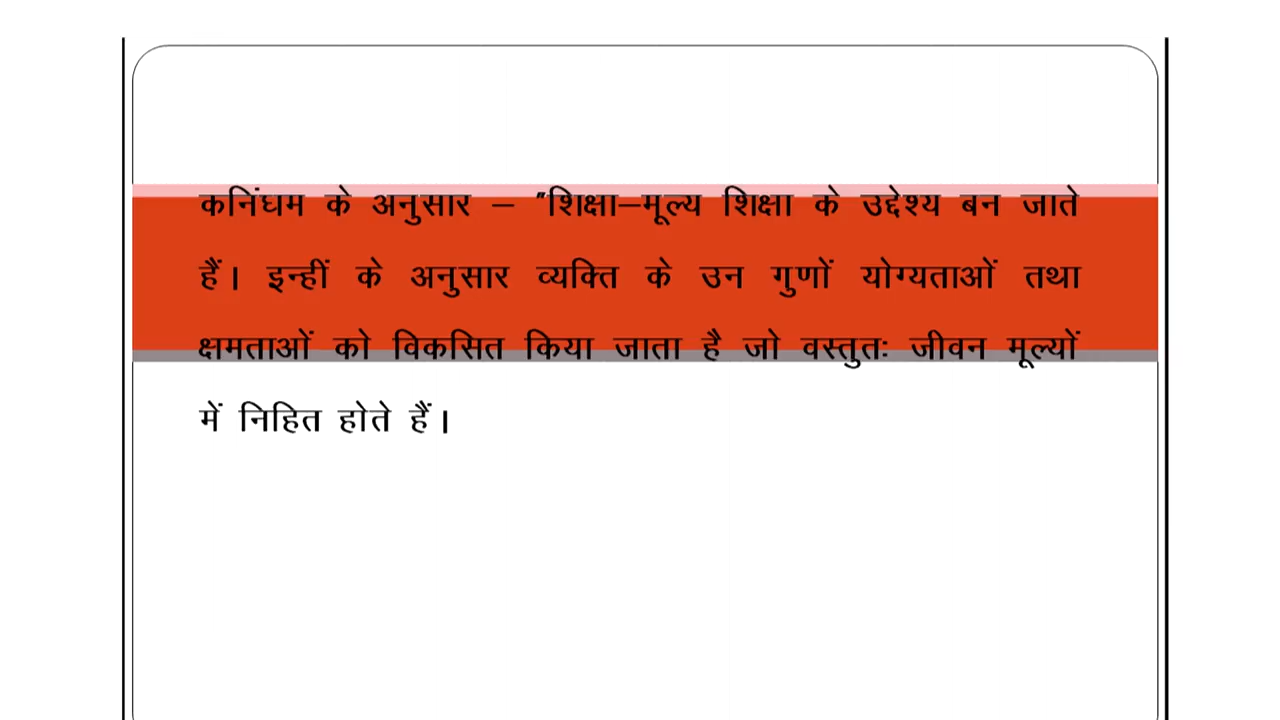 कनिंघम के अनुसार – “शिक्षा–मूल्य शिक्षा के उद्देश्य बन जाते
हैं। इन्हीं के अनुसार व्यक्ति के उन गुणों योग्यताओं तथा
क्षमताओं को विकसित किया जाता है जो वस्तुतः जीवन मूल्यों
में निहित होते हैं।